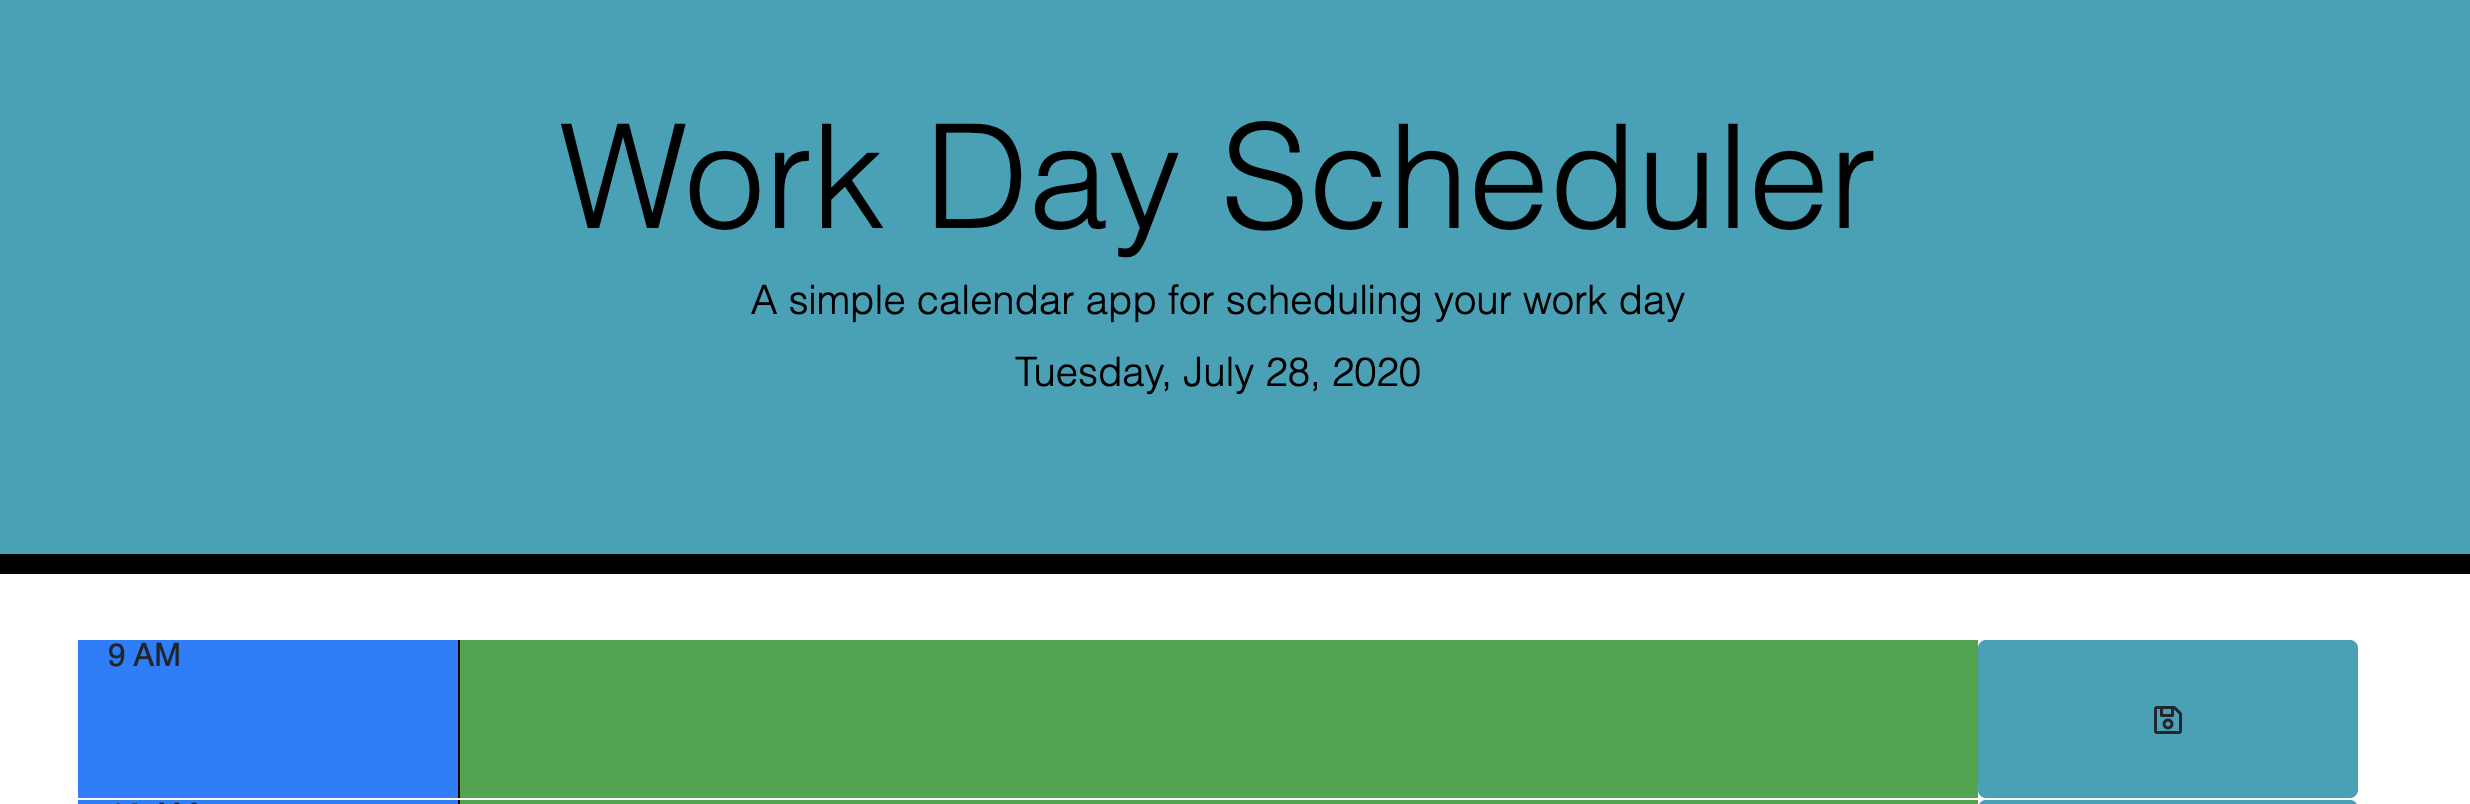 Work Day Scheduler
A simple calendar app for scheduling your work day
Tuesday, July 28, 2020
9 AM